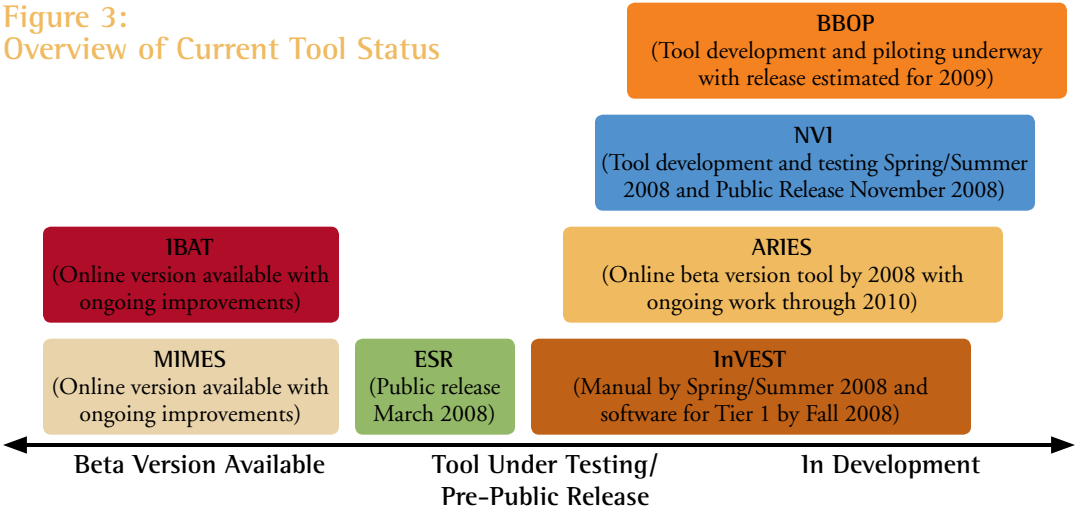 Figure 3:
Overview of Current Tool Status
BBOP
(Tool development and piloting underway
with release estimated for 2009)
NVI
(Tool development and testing Spring/Summer
2008 and Public Release November 2008)
IBAT
(Online version available with
ongoing improvements)
ARIES
(Online beta version tool by 2008 with
ongoing work through 2010)
MIMES
(Online version available with
ongoing improvements)
ESR
(Public release
March 2008)
InVEST
(Manual by Spring/Summer 2008 and
software for Tier 1 by Fall 2008)
Beta Version Available
Tool Under Testing/
Pre-Public Release
In Development